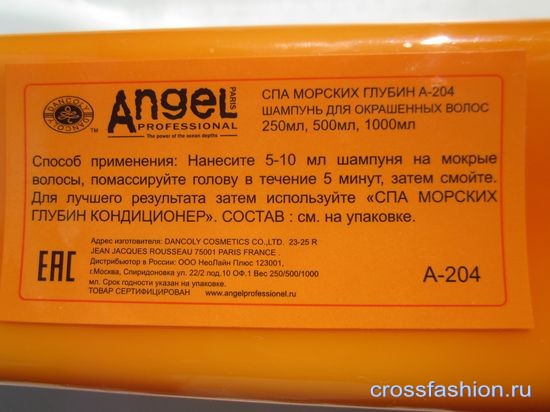 DANCOLY
DANCOLY
TM
Angel
PARIS
PROFESSIONAL
The power of the ocean depths
СПА МОРСКИХ ГЛУБИН А-204
ШАМПУНЬ ДЛЯ ОКРАШЕННЫХ ВОЛОС
250мл, 500мл, 1000мл
Способ применения: Нанесите 5-10 мл шампуня на мокрые
волосы, помассируйте голову в течение 5 минут, затем смойте.
Для лучшего результата затем используйте «СПА МОРСКИХ
ГЛУБИН КОНДИЦИОНЕР». СОСТАВ : см. на упаковке.
Адрес изготовителя: DANCOLY COSMETICS CO.,LTD. 23-25 R
JEAN JACQUES ROUSSEAU 75001 PARIS FRANCE .
Дистрибьютор в России: ООО НеоЛайн Плюс 123001,
г.Москва, Спиридоновка ул. 22/2 под.10 ОФ.1 Вес 250/500/1000
мл. Срок годности указан на упаковке.
ТОВАР СЕРТИФИЦИРОВАН www.angelprofessionel.ru
EAC
А-204
crossfashion.ru